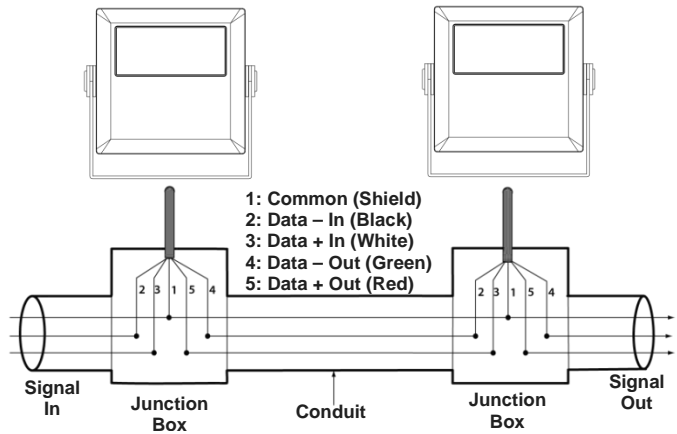 1: Common (Shield)
2: Data – In (Black)
3: Data + In (White)
4: Data – Out (Green)
5: Data + Out (Red)
2 3 1 5 4
2 3 1 5 4
Signal
In
Junction
Box
Conduit
Junction
Box
Signal
Out